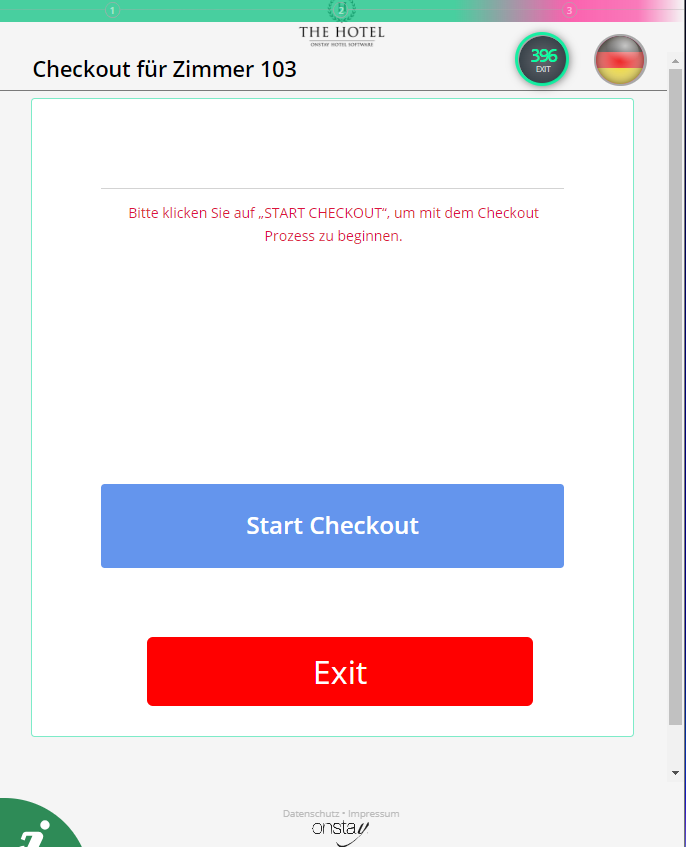 1
2
3
H
THE HOTEL
ONSTAY HOTEL SOFTWARE
Checkout für Zimmer 103
396
EXIT
Bitte klicken Sie auf „START CHECKOUT“, um mit dem Checkout
Prozess zu beginnen.
Start Checkout
Exit
i
Datenschutz • Impressum
onstay